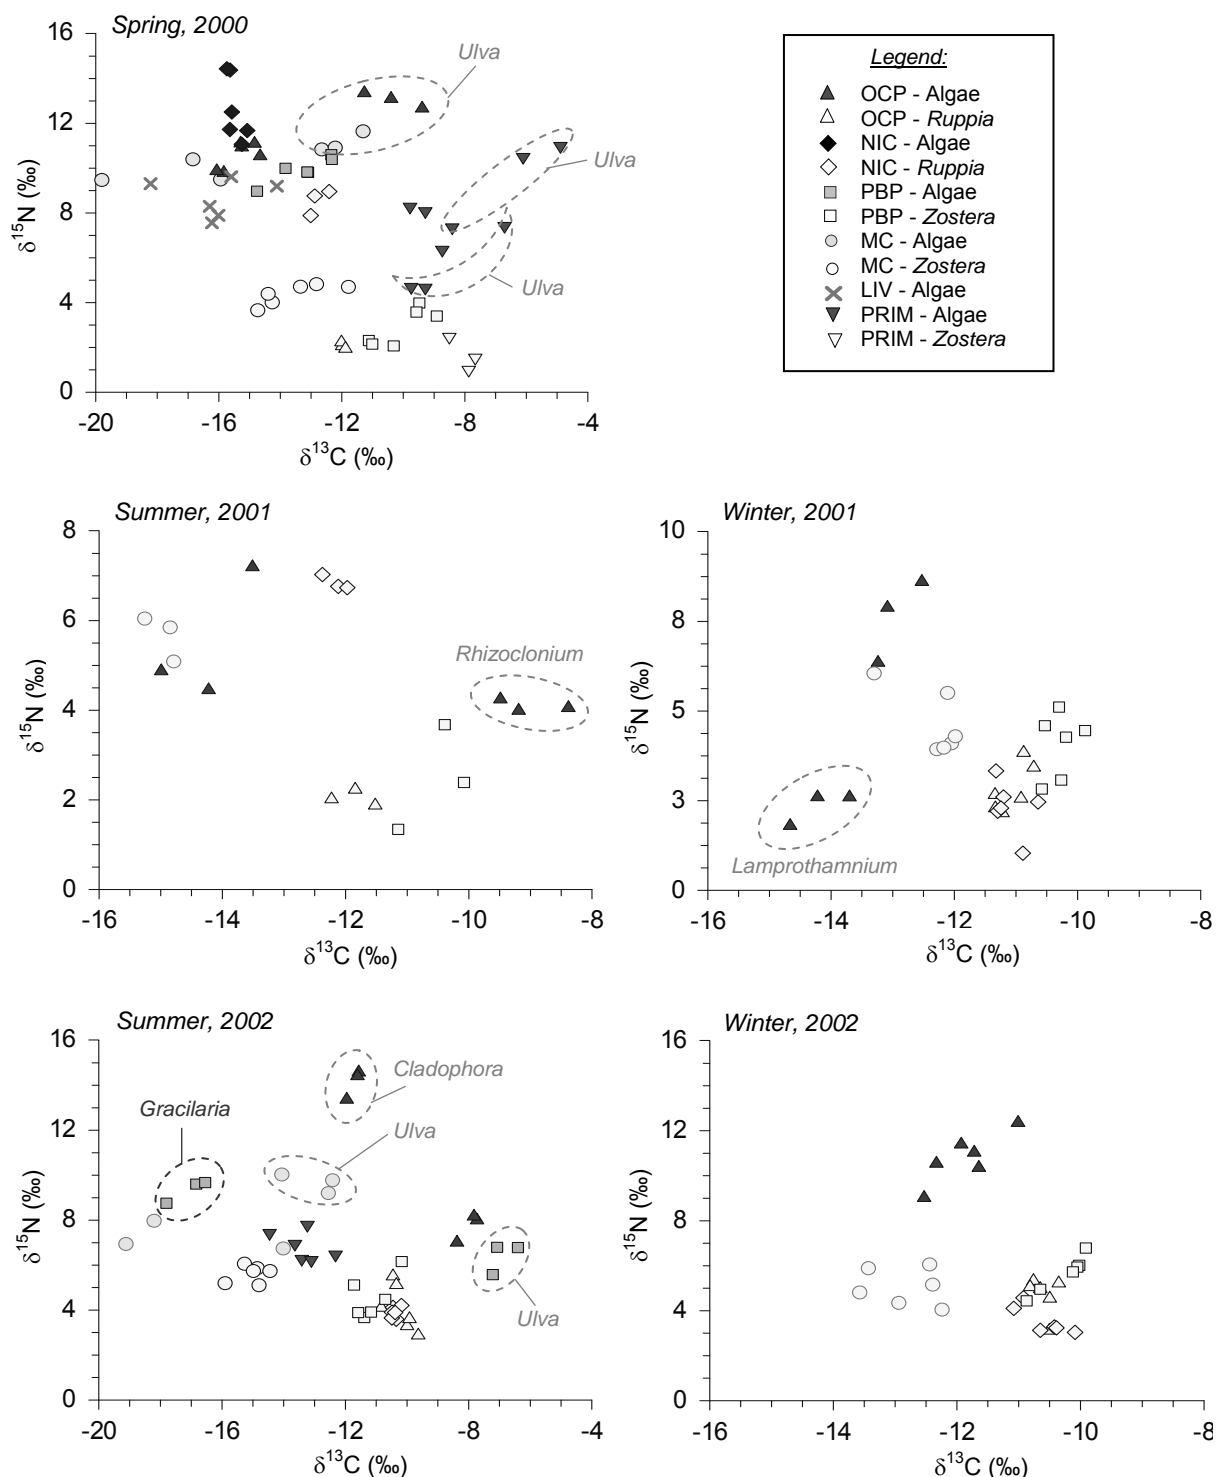 Spring, 2000
16
12
8
4
0
δ15N (‰)
-20
-16
-12
-8
-4
δ13C (‰)
Ulva
Ulva
Ulva
Legend:
OCP - Algae
OCP - Ruppia
NIC - Algae
NIC - Ruppia
PBP - Algae
PBP - Zostera
MC - Algae
MC - Zostera
LIV - Algae
PRIM - Algae
PRIM - Zostera
Summer, 2001
8
6
4
2
0
δ15N (‰)
-16
-14
-12
-10
-8
δ13C (‰)
Rhizoclonium
Winter, 2001
10
8
5
3
0
δ15N (‰)
-16
-14
-12
-10
-8
δ13C (‰)
Lamprothamnium
Summer, 2002
16
12
8
4
0
δ15N (‰)
-20
-16
-12
-8
-4
δ13C (‰)
Cladophora
Gracilaria
Ulva
Ulva
Winter, 2002
16
12
8
4
0
δ15N (‰)
-16
-14
-12
-10
-8
δ13C (‰)